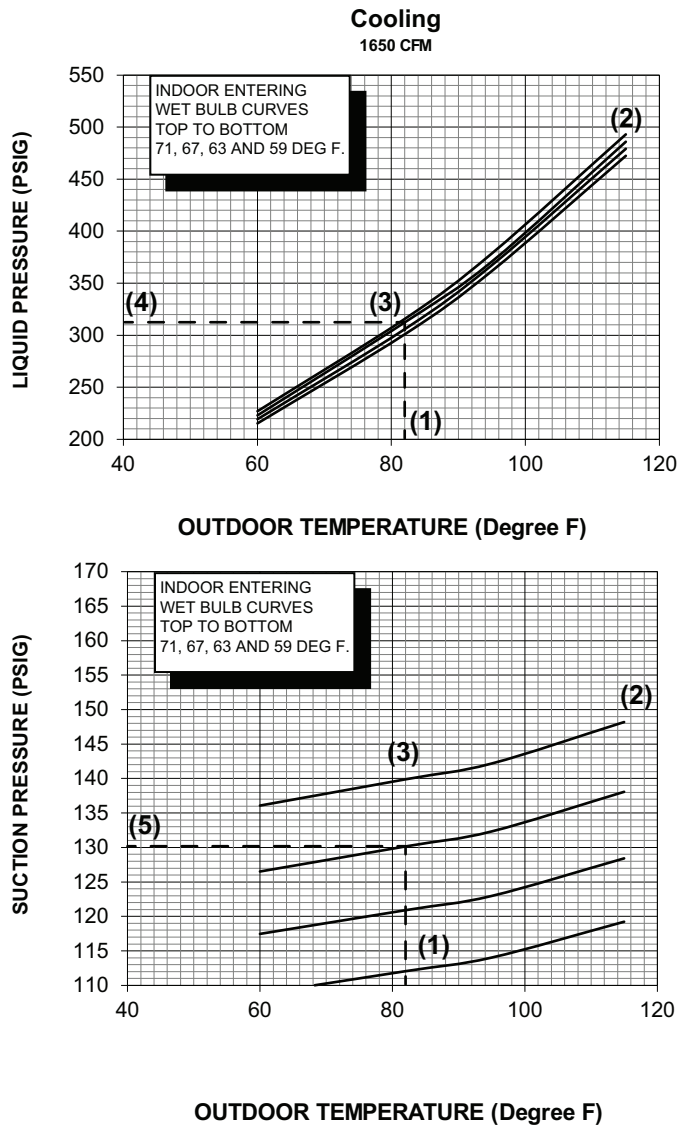 Cooling
1650 CFM
550
500
450
400
350
300
250
200
LIQUID PRESSURE (PSIG)
INDOOR ENTERING
WET BULB CURVES
TOP TO BOTTOM
71, 67, 63 AND 59 DEG F.
(2)
(4)
(3)
(1)
40
60
80
100
120
OUTDOOR TEMPERATURE (Degree F)
170
165
160
155
150
145
140
135
130
125
120
115
110
SUCTION PRESSURE (PSIG)
INDOOR ENTERING
WET BULB CURVES
TOP TO BOTTOM
71, 67, 63 AND 59 DEG F.
(2)
(3)
(5)
(1)
40
60
80
100
120
OUTDOOR TEMPERATURE (Degree F)